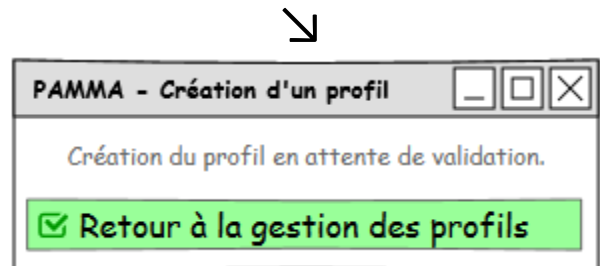 PAMMA - Création d'un profil
Création du profil en attente de validation.
Retour à la gestion des profils